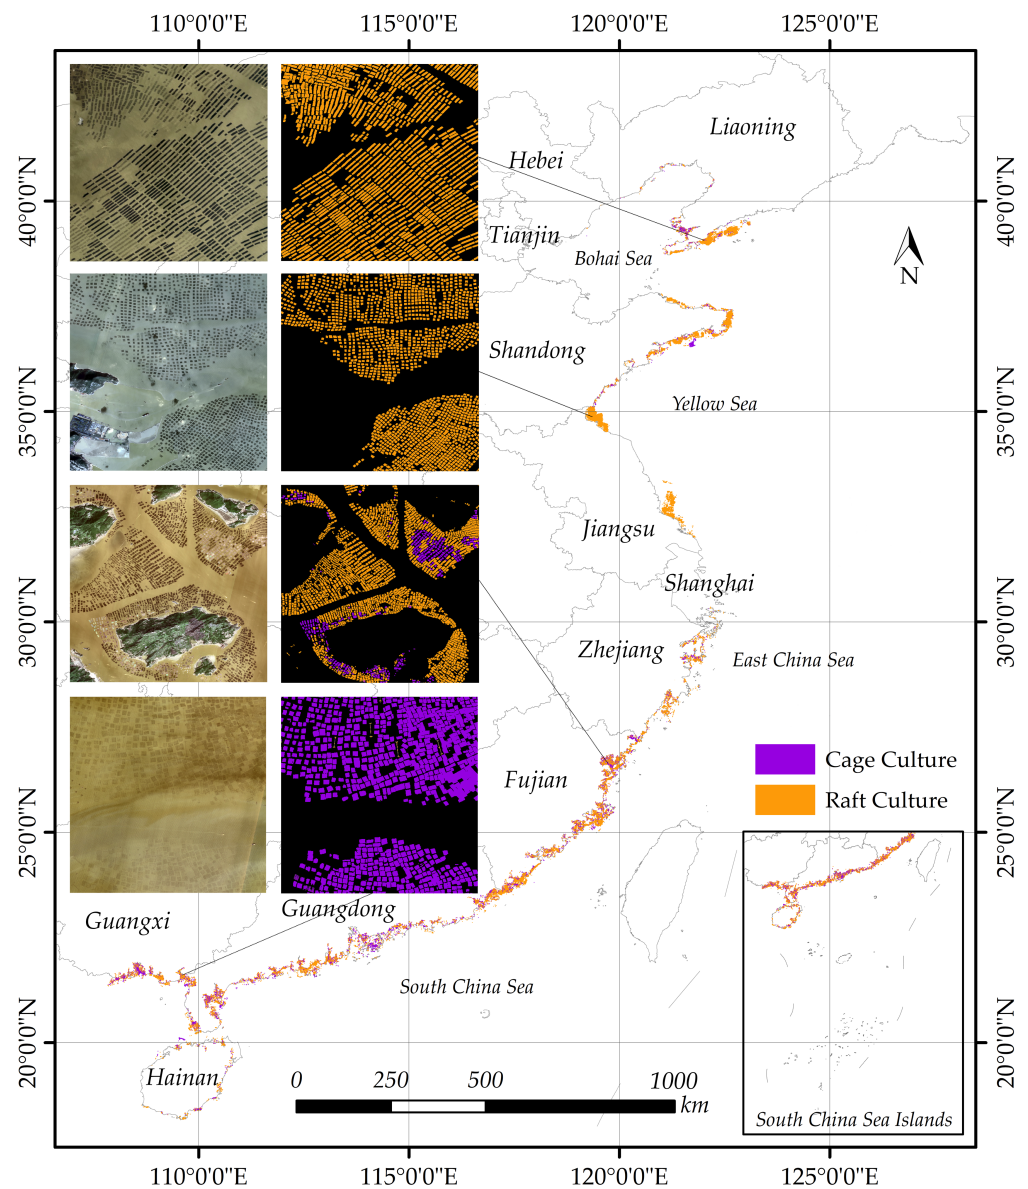 110°0'0"E 115°0'0"E 120°0'0"E 125°0'0"E
Liaoning
Hebei
40°0'0"N
40°0'0"N
Tianjin
Bohai Sea
N
Shandong
Yellow Sea
35°0'0"N
35°0'0"N
Jiangsu
Shanghai
30°0'0"N
30°0'0"N
Zhejiang
East China Sea
Cage Culture
Fujian
Raft Culture
25°0'0"N
25°0'0"N
Guangdong
Guangxi
South China Sea
20°0'0"N
20°0'0"N
Hainan
0 250 500 1000
km
South China Sea Islands
110°0'0"E 115°0'0"E 120°0'0"E 125°0'0"E